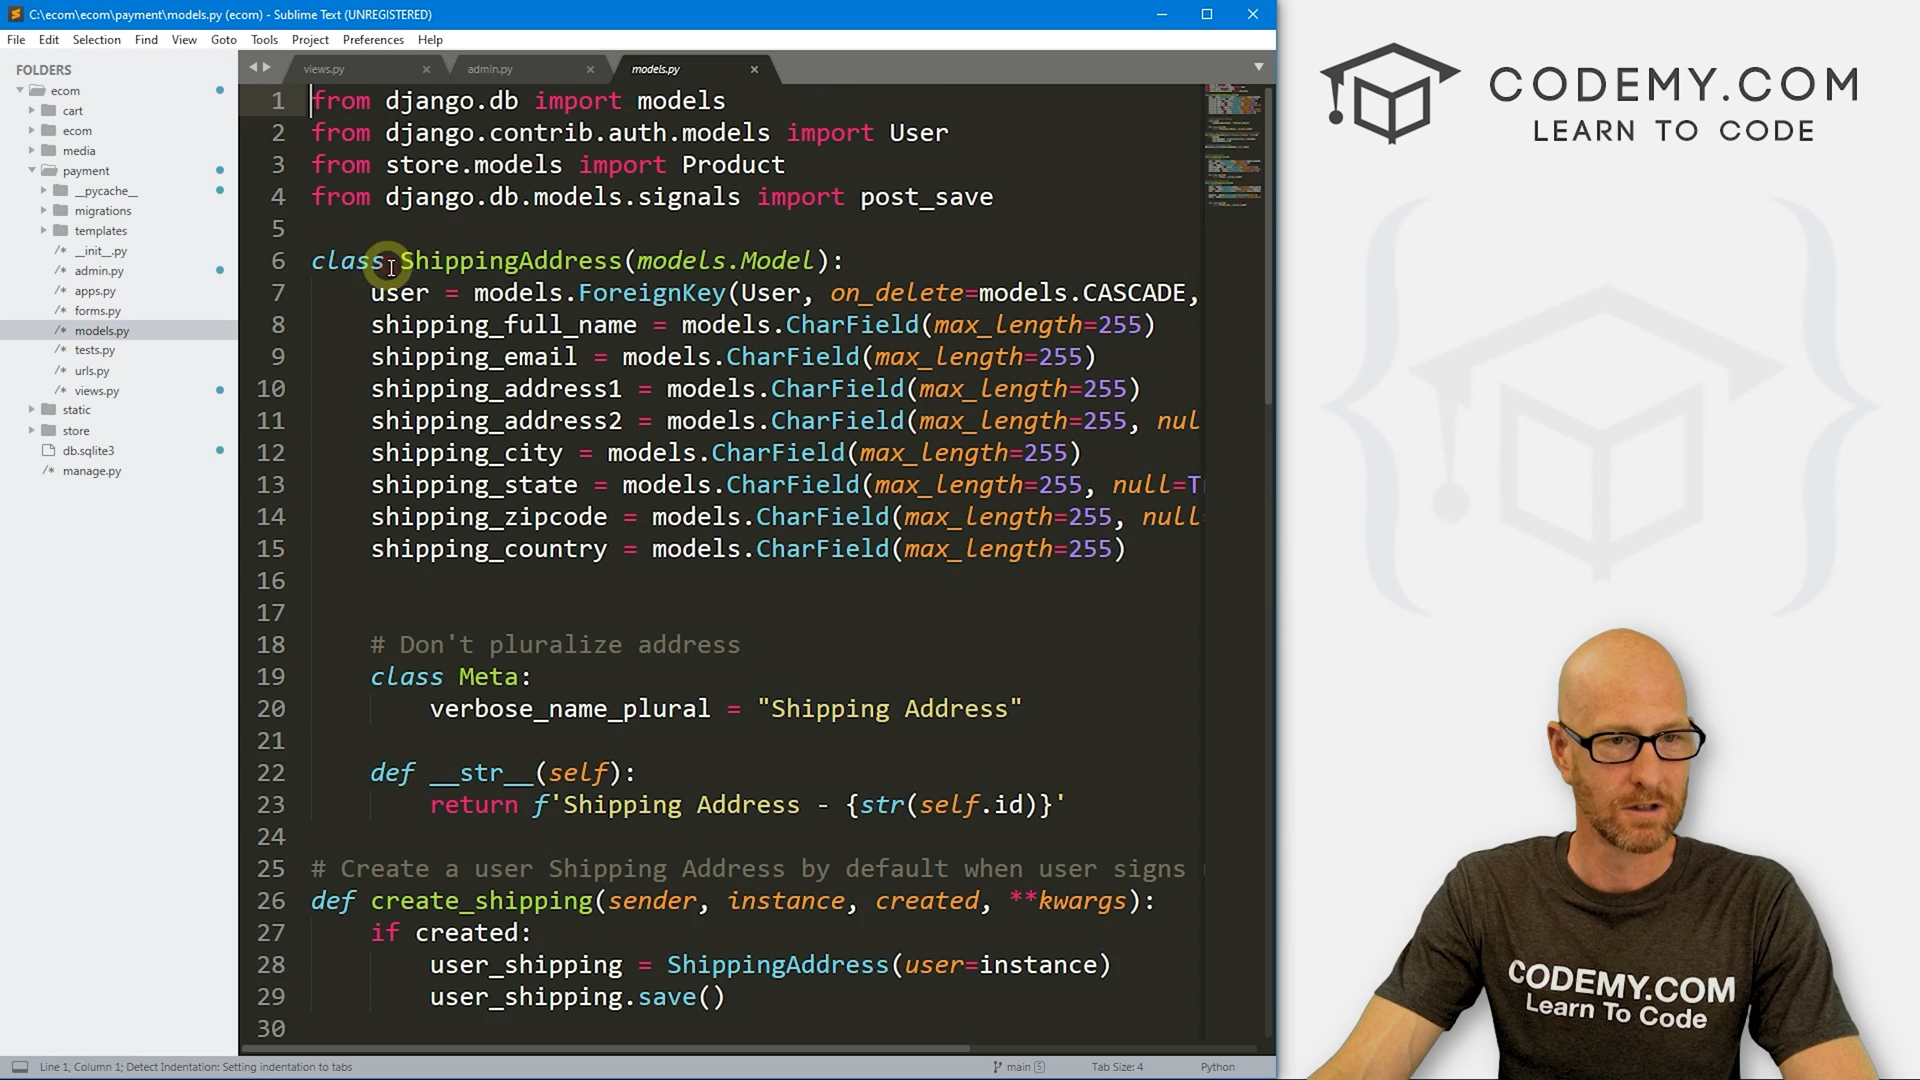 C:\ecom\ecom\payment\models.py (ecom) - Sublime Text (UNREGISTERED)
File Edit Selection Find View Goto Tools Project Preferences Help
FOLDERS
ecom
cart
ecom
media
payment
__pycache__
migrations
templates
/* __init__.py
/* admin.py
/* apps.py
/* forms.py
/* models.py
/* tests.py
/* urls.py
/* views.py
static
store
db.sqlite3
/* manage.py
views.py admin.py models.py
1 from django.db import models
2 from django.contrib.auth.models import User
3 from store.models import Product
4 from django.db.models.signals import post_save
5
6 class ShippingAddress(models.Model):
7 user = models.ForeignKey(User, on_delete=models.CASCADE,
8 shipping_full_name = models.CharField(max_length=255)
9 shipping_email = models.CharField(max_length=255)
10 shipping_address1 = models.CharField(max_length=255)
11 shipping_address2 = models.CharField(max_length=255, nul
12 shipping_city = models.CharField(max_length=255)
13 shipping_state = models.CharField(max_length=255, null=T
14 shipping_zipcode = models.CharField(max_length=255, null
15 shipping_country = models.CharField(max_length=255)
16
17
18 # Don't pluralize address
19 class Meta:
20 verbose_name_plural = "Shipping Address"
21
22 def __str__(self):
23 return f'Shipping Address - {str(self.id)}'
24
25 # Create a user Shipping Address by default when user signs
26 def create_shipping(sender, instance, created, **kwargs):
27 if created:
28 user_shipping = ShippingAddress(user=instance)
29 user_shipping.save()
30
Line 1, Column 1; Detect Indentation: Setting indentation to tabs
main 5
Tab Size: 4
Python
CODEMY.COM
LEARN TO CODE
CODEMY.COM
Learn To Code